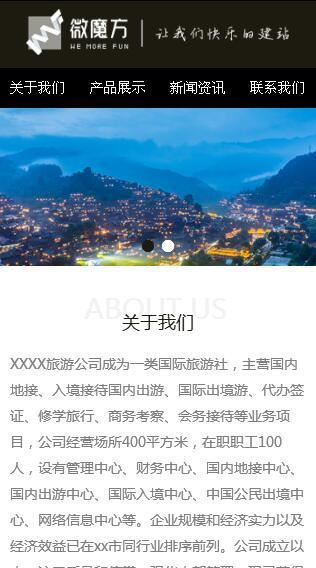 微魔方
WE MORE FUN
让我们快乐的建站
关于我们 产品展示 新闻资讯 联系我们
ABOUT US
关于我们
XXXX旅游公司成为一类国际旅游社，主营国内
地接、入境接待国内出游、国际出境游、代办签
证、修学旅行、商务考察、会务接待等业务项
目，公司经营场所400平方米，在职职工100
人，设有管理中心、财务中心、国内地接中心、
国内出游中心、国际入境中心、中国公民出境中
心、网络信息中心等。企业规模和经济实力以及
经济效益已在xx市同行业排序前列。公司成立以